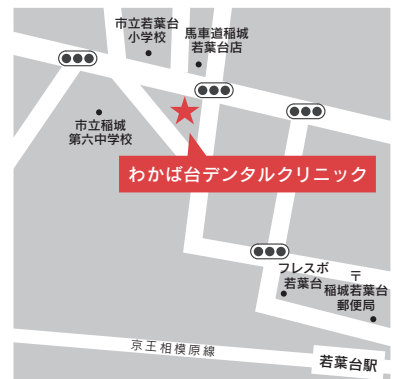 市立若葉台
小学校
馬車道稲城
若葉台店
市立稲城
第六中学校
わかば台デンタルクリニック
フレスポ
若葉台
〒
稲城若葉台
郵便局
京王相模原線
若葉台駅